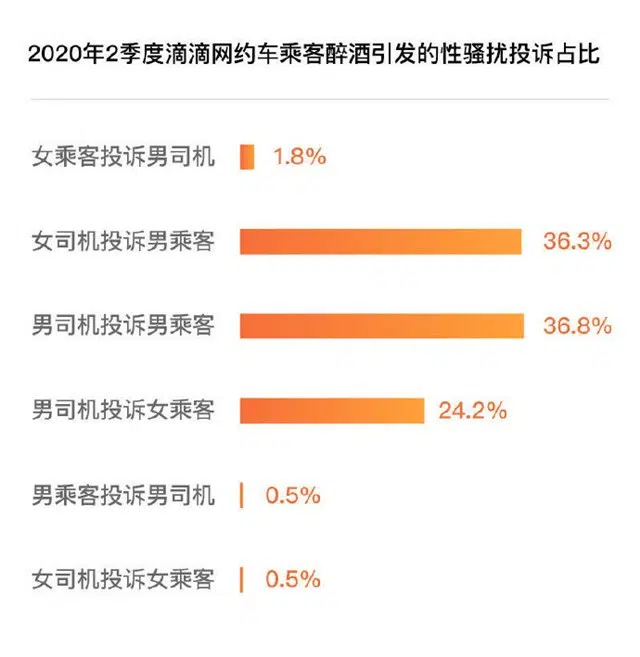 2020年2季度滴滴网约车乘客醉酒引发的性骚扰投诉占比
女乘客投诉男司机 1.8%
女司机投诉男乘客 36.3%
男司机投诉男乘客 36.8%
男司机投诉女乘客 24.2%
男乘客投诉男司机 0.5%
女司机投诉女乘客 0.5%